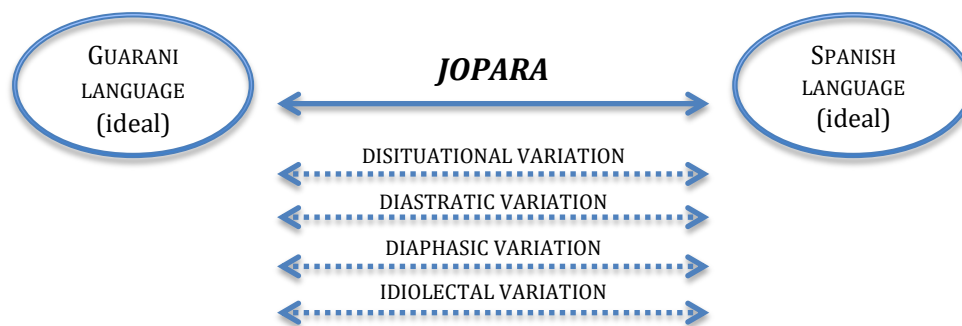 GUARANI
LANGUAGE
(ideal)
JOPARA
SPANISH
LANGUAGE
(ideal)
DISITUATIONAL VARIATION
DIASTRATIC VARIATION
DIAPHASIC VARIATION
IDIOLECTAL VARIATION